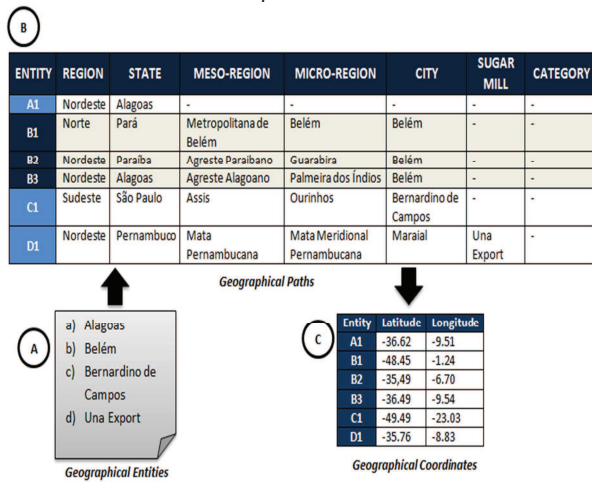 B
ENTITY REGION STATE MESO-REGION MICRO-REGION CITY SUGAR MILL CATEGORY
A1 Nordeste Alagoas - - - - -
B1 Norte Pará Metropolitana de Belém Belém Belém - -
B2 Nordeste Paraíba Agreste Paraibano Guarabira Belém - -
B3 Nordeste Alagoas Agreste Alagoano Palmeira dos Índios Belém - -
C1 Sudeste São Paulo Assis Ourinhos Bernardino de Campos - -
D1 Nordeste Pernambuco Mata Pernambucana Mata Meridional Pernambucana Maraial Una Export -
Geographical Paths
A
a) Alagoas
b) Belém
c) Bernardino de
Campos
d) Una Export
Geographical Entities
C
Entity Latitude Longitude
A1 -36.62 -9.51
B1 -48.45 -1.24
B2 -35,49 -6.70
B3 -36.49 -9.54
C1 -49.49 -23.03
D1 -35.76 -8.83
Geographical Coordinates